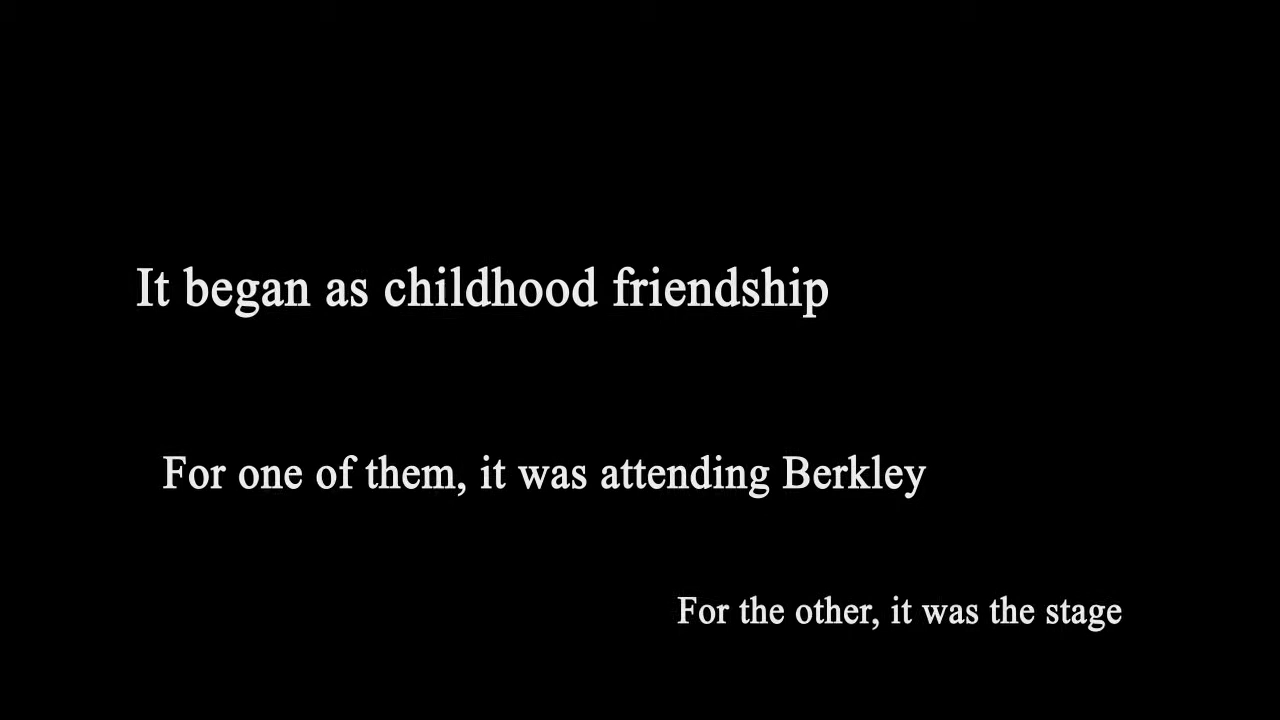 It began as childhood friendship
For one of them, it was attending Berkley
For the other, it was the stage